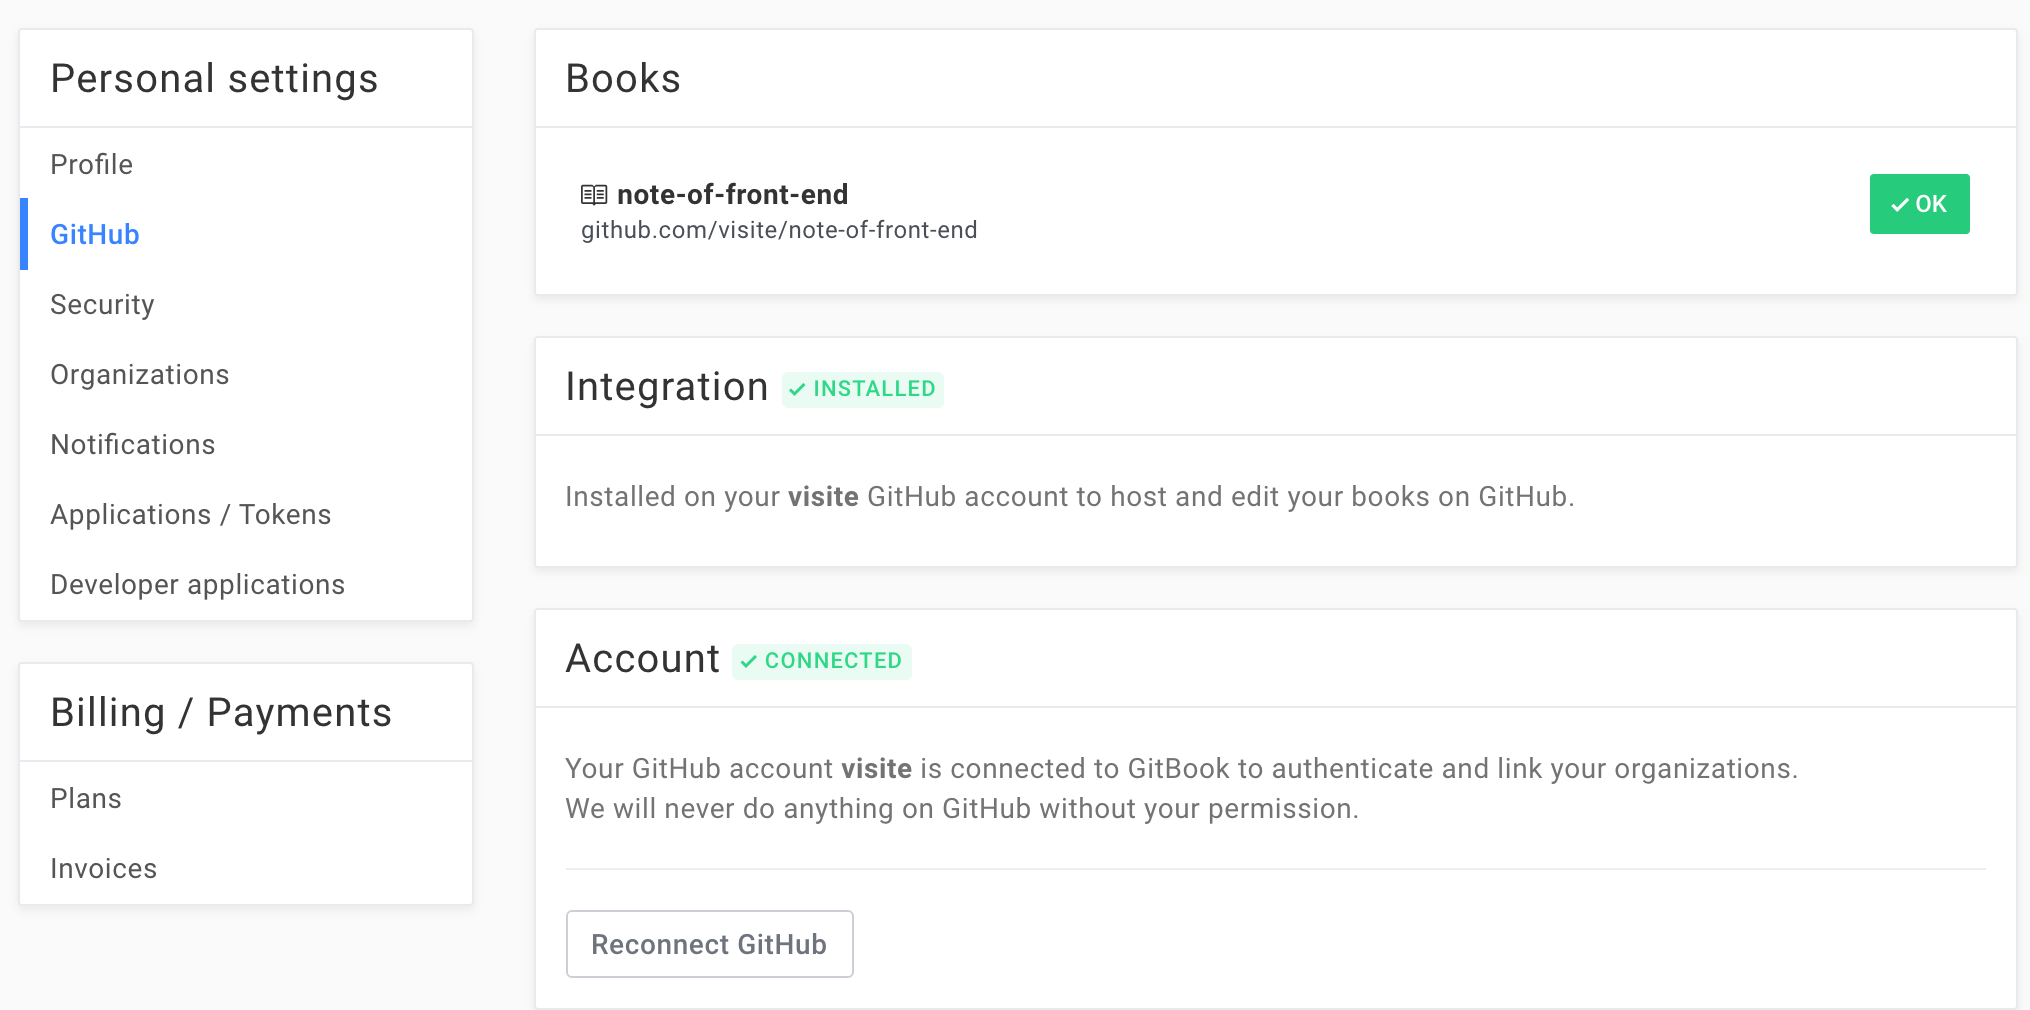 Personal settings
Profile
GitHub
Security
Organizations
Notifications
Applications / Tokens
Developer applications
Billing / Payments
Plans
Invoices
Books
note-of-front-end
github.com/visite/note-of-front-end
OK
Integration INSTALLED
Installed on your visite GitHub account to host and edit your books on GitHub.
Account CONNECTED
Your GitHub account visite is connected to GitBook to authenticate and link your organizations.
We will never do anything on GitHub without your permission.
Reconnect GitHub